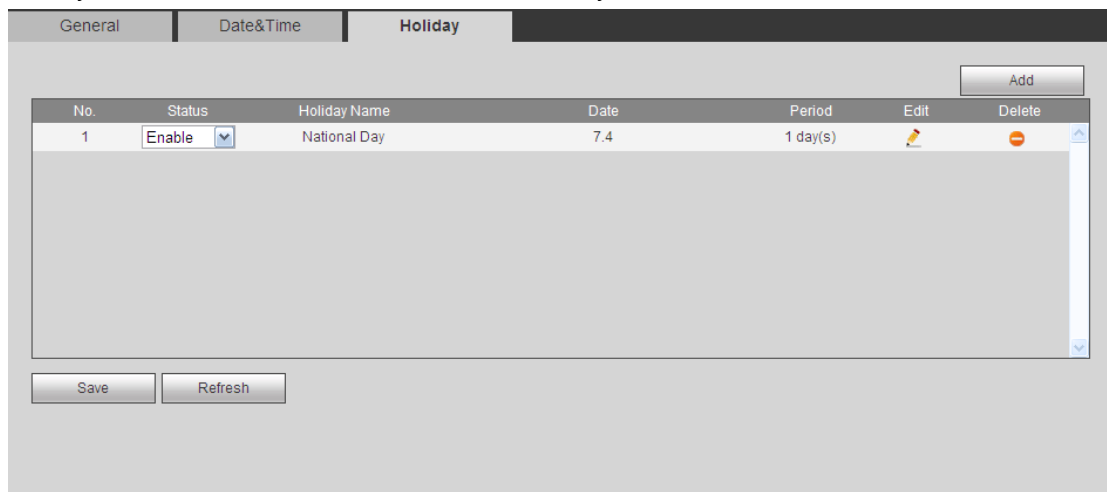 General Date&Time Holiday
Add
No. Status Holiday Name Date Period Edit Delete
1 Enable National Day 7.4 1 day(s)
Save Refresh